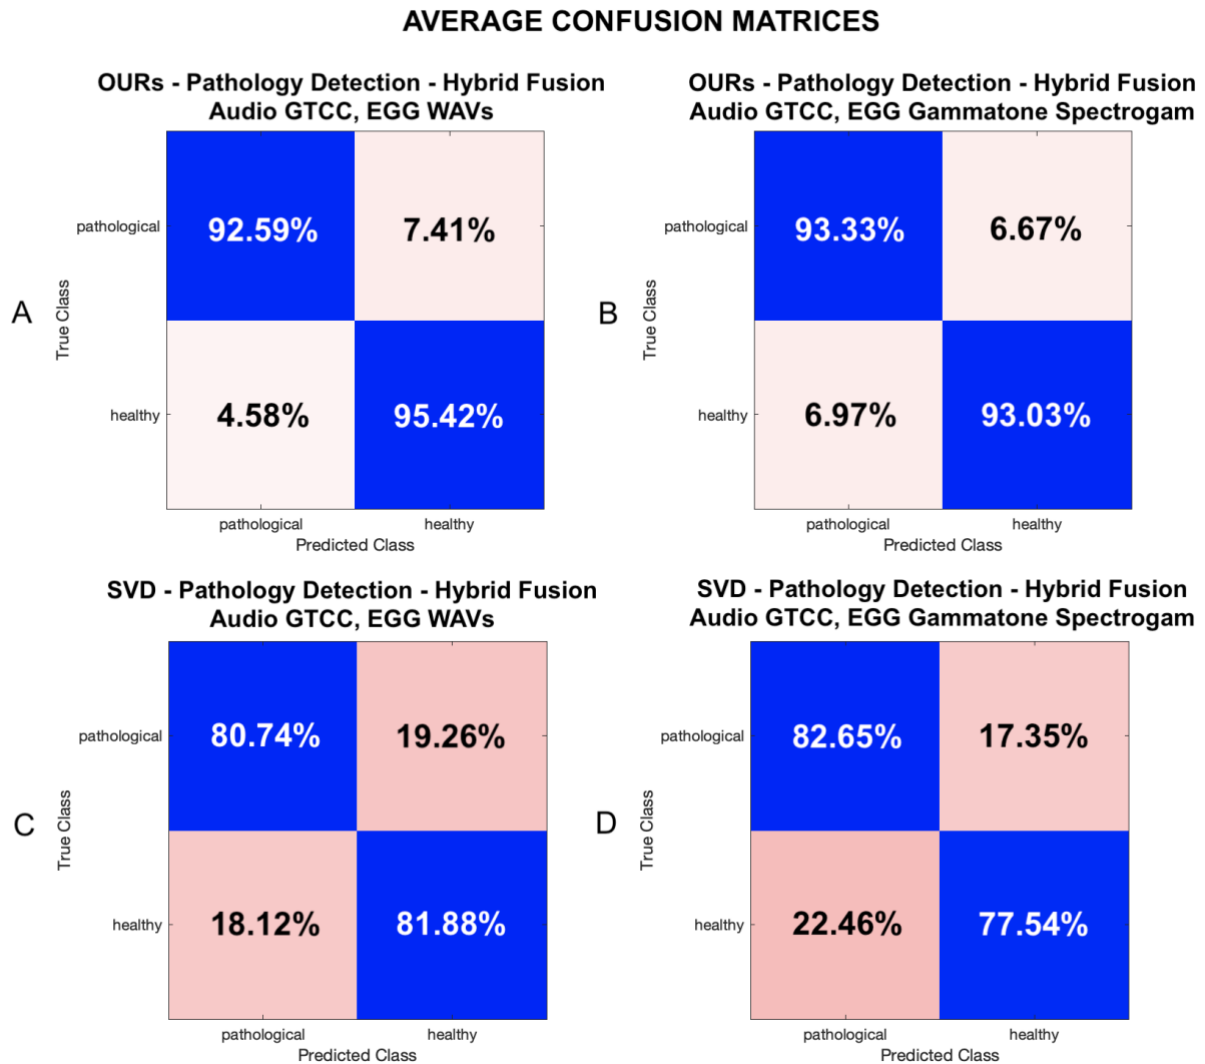 AVERAGE CONFUSION MATRICES
OURs - Pathology Detection - Hybrid Fusion
Audio GTCC, EGG WAVs
pathological
92.59%
7.41%
A
True Class
healthy
4.58%
95.42%
pathological
healthy
Predicted Class
OURs - Pathology Detection - Hybrid Fusion
Audio GTCC, EGG Gammatone Spectrogam
pathological
93.33%
6.67%
B
True Class
healthy
6.97%
93.03%
pathological
healthy
Predicted Class
SVD - Pathology Detection - Hybrid Fusion
Audio GTCC, EGG WAVs
pathological
80.74%
19.26%
C
True Class
healthy
18.12%
81.88%
pathological
healthy
Predicted Class
SVD - Pathology Detection - Hybrid Fusion
Audio GTCC, EGG Gammatone Spectrogam
pathological
82.65%
17.35%
D
True Class
healthy
22.46%
77.54%
pathological
healthy
Predicted Class